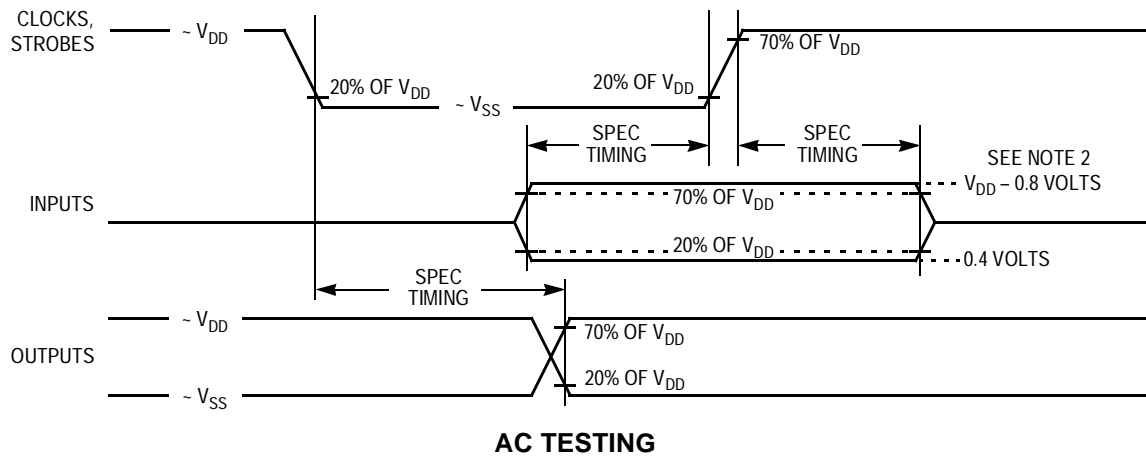 CLOCKS,
STROBES
~ VDD
20% OF VDD
~ VSS
20% OF VDD
70% OF VDD
SPEC
TIMING
SPEC
TIMING
SEE NOTE 2
VDD – 0.8 VOLTS
INPUTS
70% OF VDD
20% OF VDD
0.4 VOLTS
SPEC
TIMING
OUTPUTS
~ VDD
70% OF VDD
20% OF VDD
~ VSS
AC TESTING